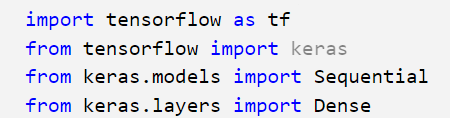 import tensorflow as tf
from tensorflow import keras
from keras.models import Sequential
from keras.layers import Dense